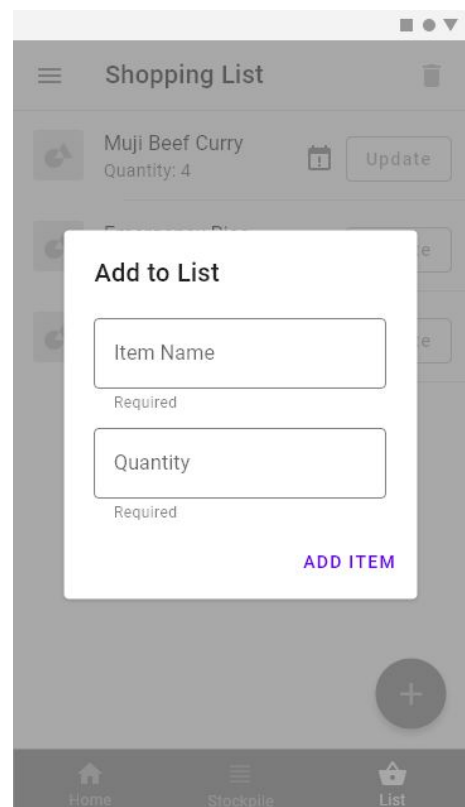 Shopping List
Muji Beef Curry
Quantity: 4
Update
Add to List
Item Name
Required
Quantity
Required
ADD ITEM
Home
Stockpile
List